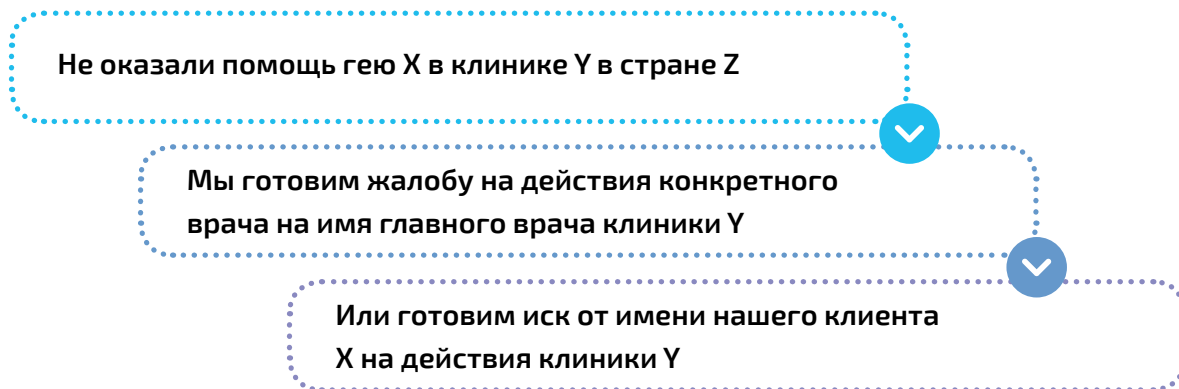 Не оказали помощь гею X в клинике Y в стране Z
Мы готовим жалобу на действия конкретного
врача на имя главного врача клиники Y
Или готовим иск от имени нашего клиента
X на действия клиники Y